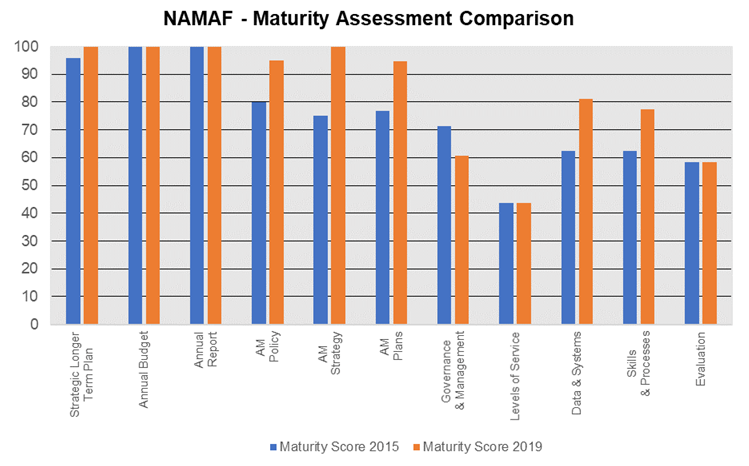 NAMAF - Maturity Assessment Comparison
100
90
80
70
60
50
40
30
20
10
0
Strategic Longer
Term Plan
Annual Budget
Annual
Report
AM
Policy
AM
Strategy
AM
Plans
Governance
& Management
Levels of Service
Data & Systems
Skills
& Processes
Evaluation
Maturity Score 2015
Maturity Score 2019